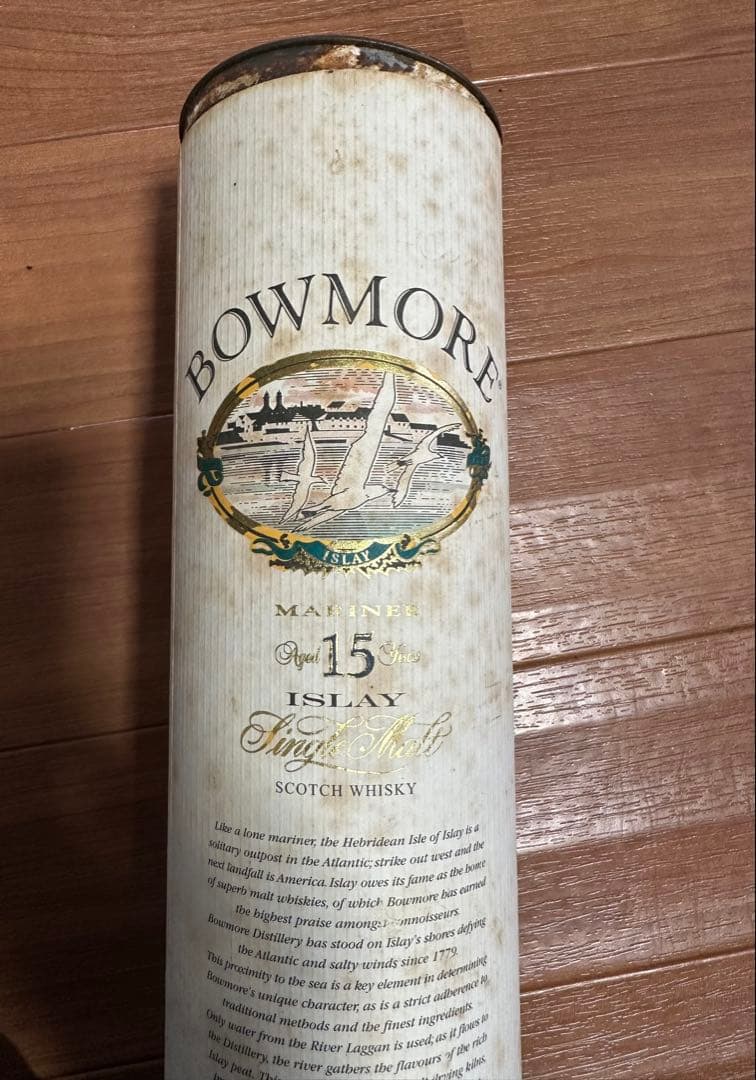 BOWMORE
ISLAY
MARINER
Aged 15 Years
ISLAY
Single Malt
SCOTCH WHISKY
Like a lone mariner, the Hebridean Isle of Islay is a
solitary outpost in the Atlantic; strike out west and the
next landfall is America. Islay owes its fame as the home
of superb malt whiskies, of which Bowmore has earned
the highest praise amongst connoisseurs.
Bowmore Distillery has stood on Islay's shores defying
the Atlantic and salty winds since 1779.
This proximity to the sea is a key element in determining
Bowmore's unique character, as is a strict adherence to
traditional methods and the finest ingredients.
Only water from the River Laggan is used; as it flows to
the Distillery, the river gathers the flavours of the rich
Islay peat. This drying kilns,